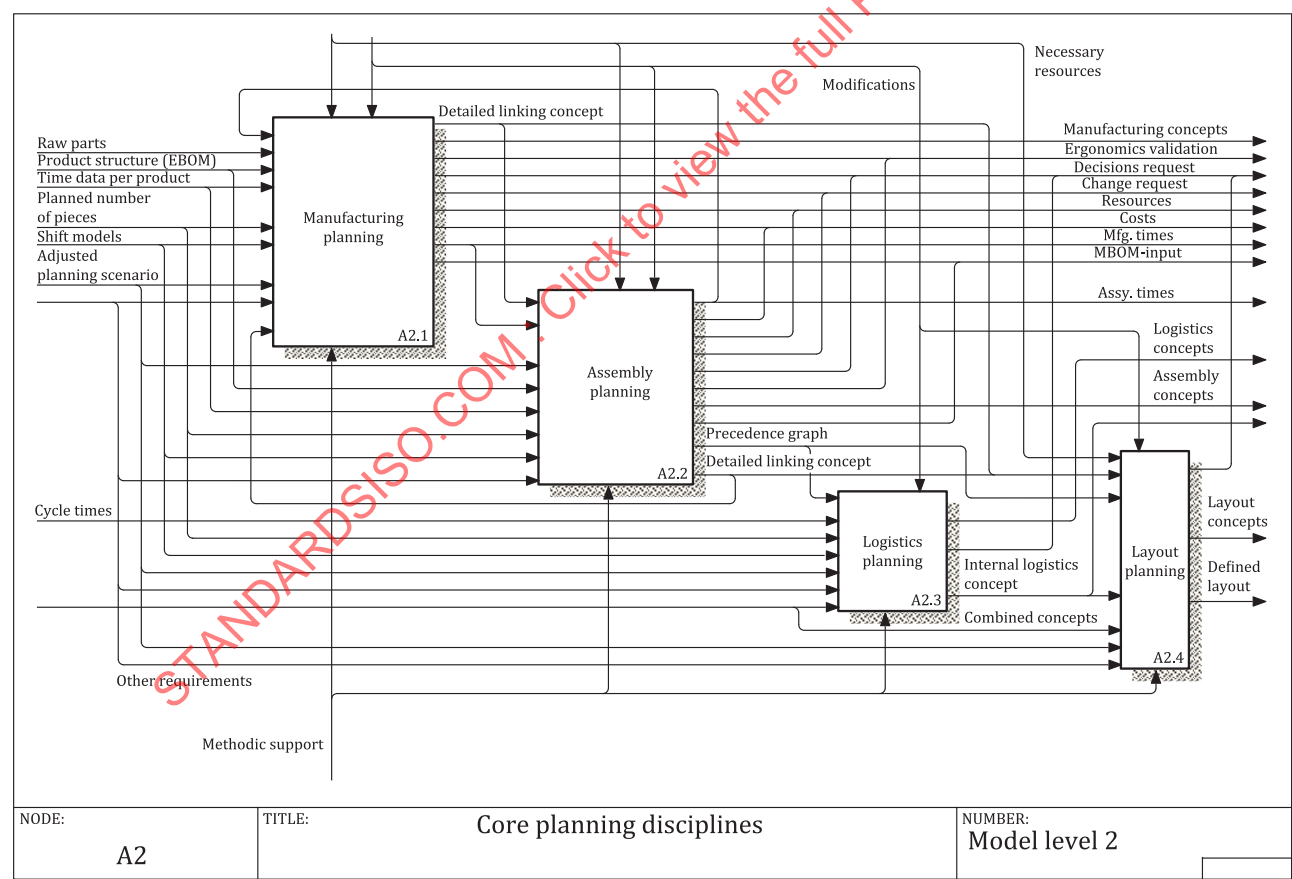 Necessary
resources
Modifications
Detailed linking concept
Raw parts
Product structure (EBOM)
Time data per product
Planned number
of pieces
Shift models
Adjusted
planning scenario
Manufacturing
planning
A2.1
Manufacturing concepts
Ergonomics validation
Decisions request
Change request
Resources
Costs
Mfg. times
MBOM-input
Assy. times
Logistics
concepts
Assembly
concepts
Assembly
planning
A2.2
Precedence graph
Detailed linking concept
Cycle times
Logistics
planning
A2.3
Internal logistics
concept
Combined concepts
Layout
planning
A2.4
Layout
concepts
Defined
layout
Other requirements
Methodic support
STANDARDSISO.COM : Click to view the full
NODE:
A2
TITLE:
Core planning disciplines
NUMBER:
Model level 2